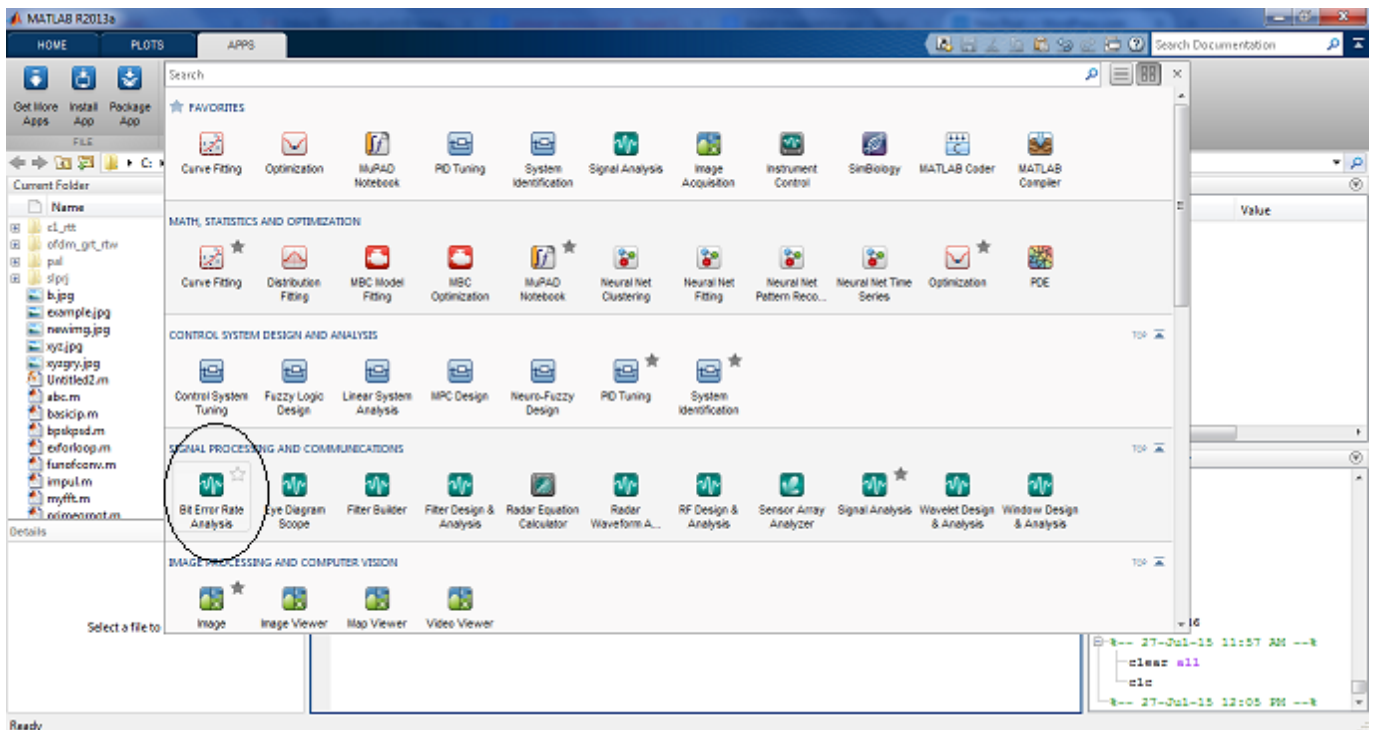 MATLAB R2013a
HOME PLOTS APPS
Search Documentation
Search
Get More Apps
Install App
Package App
FILE
FAVORITES
Curve Fitting
Optimization
MuPAD Notebook
PID Tuning
System Identification
Signal Analysis
Image Acquisition
Instrument Control
SimBiology
MATLAB Coder
MATLAB Compiler
C:
Current Folder
Name
c1_rtt
ofdm_grt_rtw
pal
slprj
b.jpg
example.jpg
newimg.jpg
xyz.jpg
xyzgry.jpg
Untitled2.m
abc.m
basicip.m
bpskpsd.m
exforloop.m
funofconv.m
impul.m
myfft.m
Details
Select a file to
MATH, STATISTICS AND OPTIMIZATION
Curve Fitting
Distribution Fitting
MBC Model Fitting
MBC Optimization
MuPAD Notebook
Neural Net Clustering
Neural Net Fitting
Neural Net Pattern Reco...
Neural Net Time Series
Optimization
PDE
CONTROL SYSTEM DESIGN AND ANALYSIS
TOP
Control System Tuning
Fuzzy Logic Design
Linear System Analysis
MPC Design
Neuro-Fuzzy Design
PID Tuning
System Identification
SIGNAL PROCESSING AND COMMUNICATIONS
TOP
Bit Error Rate Analysis
Eye Diagram Scope
Filter Builder
Filter Design & Analysis
Radar Equation Calculator
Radar Waveform A...
RF Design & Analysis
Sensor Array Analyzer
Signal Analysis
Wavelet Design & Analysis
Window Design & Analysis
IMAGE PROCESSING AND COMPUTER VISION
TOP
Image
Image Viewer
Map Viewer
Video Viewer
Value
%-- 27-Jul-15 11:57 AM --%
clear all
clc
%-- 27-Jul-15 12:05 PM --%
Ready